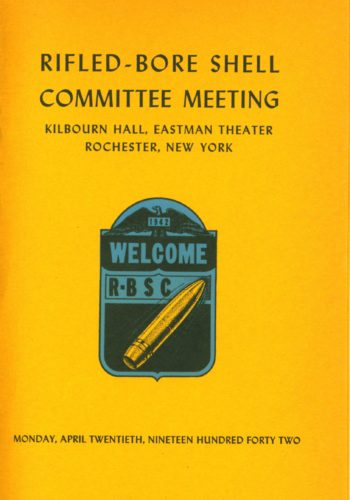 RIFLED-BORE SHELL
COMMITTEE MEETING
KILBOURN HALL, EASTMAN THEATER
ROCHESTER, NEW YORK
1942
WELCOME
R-BSC
MONDAY, APRIL TWENTIETH, NINETEEN HUNDRED FORTY TWO